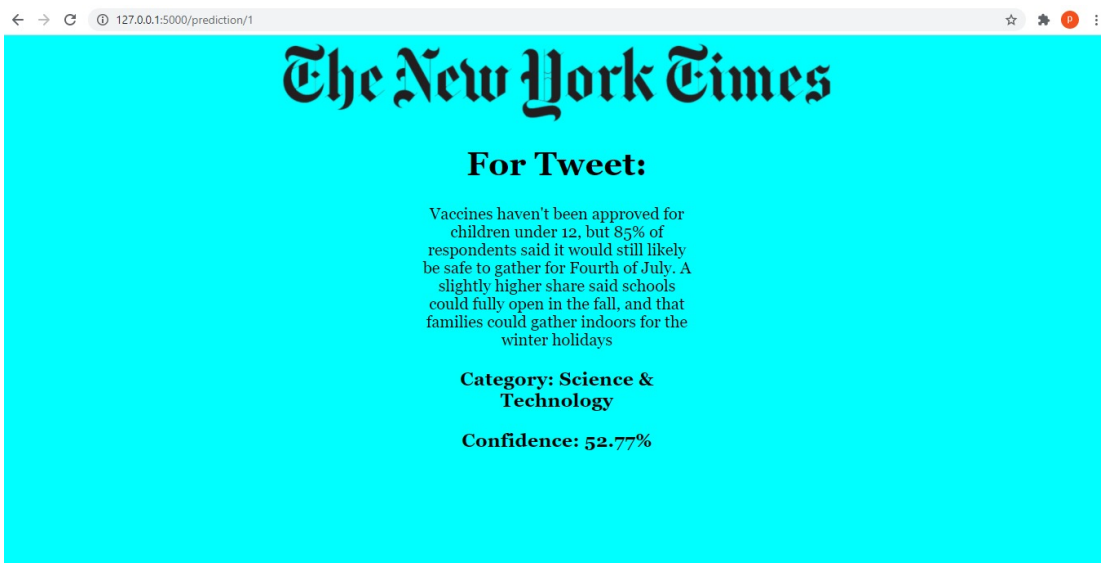 127.0.0.1:5000/prediction/1
P
The New York Times
For Tweet:
Vaccines haven't been approved for
children under 12, but 85% of
respondents said it would still likely
be safe to gather for Fourth of July. A
slightly higher share said schools
could fully open in the fall, and that
families could gather indoors for the
winter holidays
Category: Science &
Technology
Confidence: 52.77%